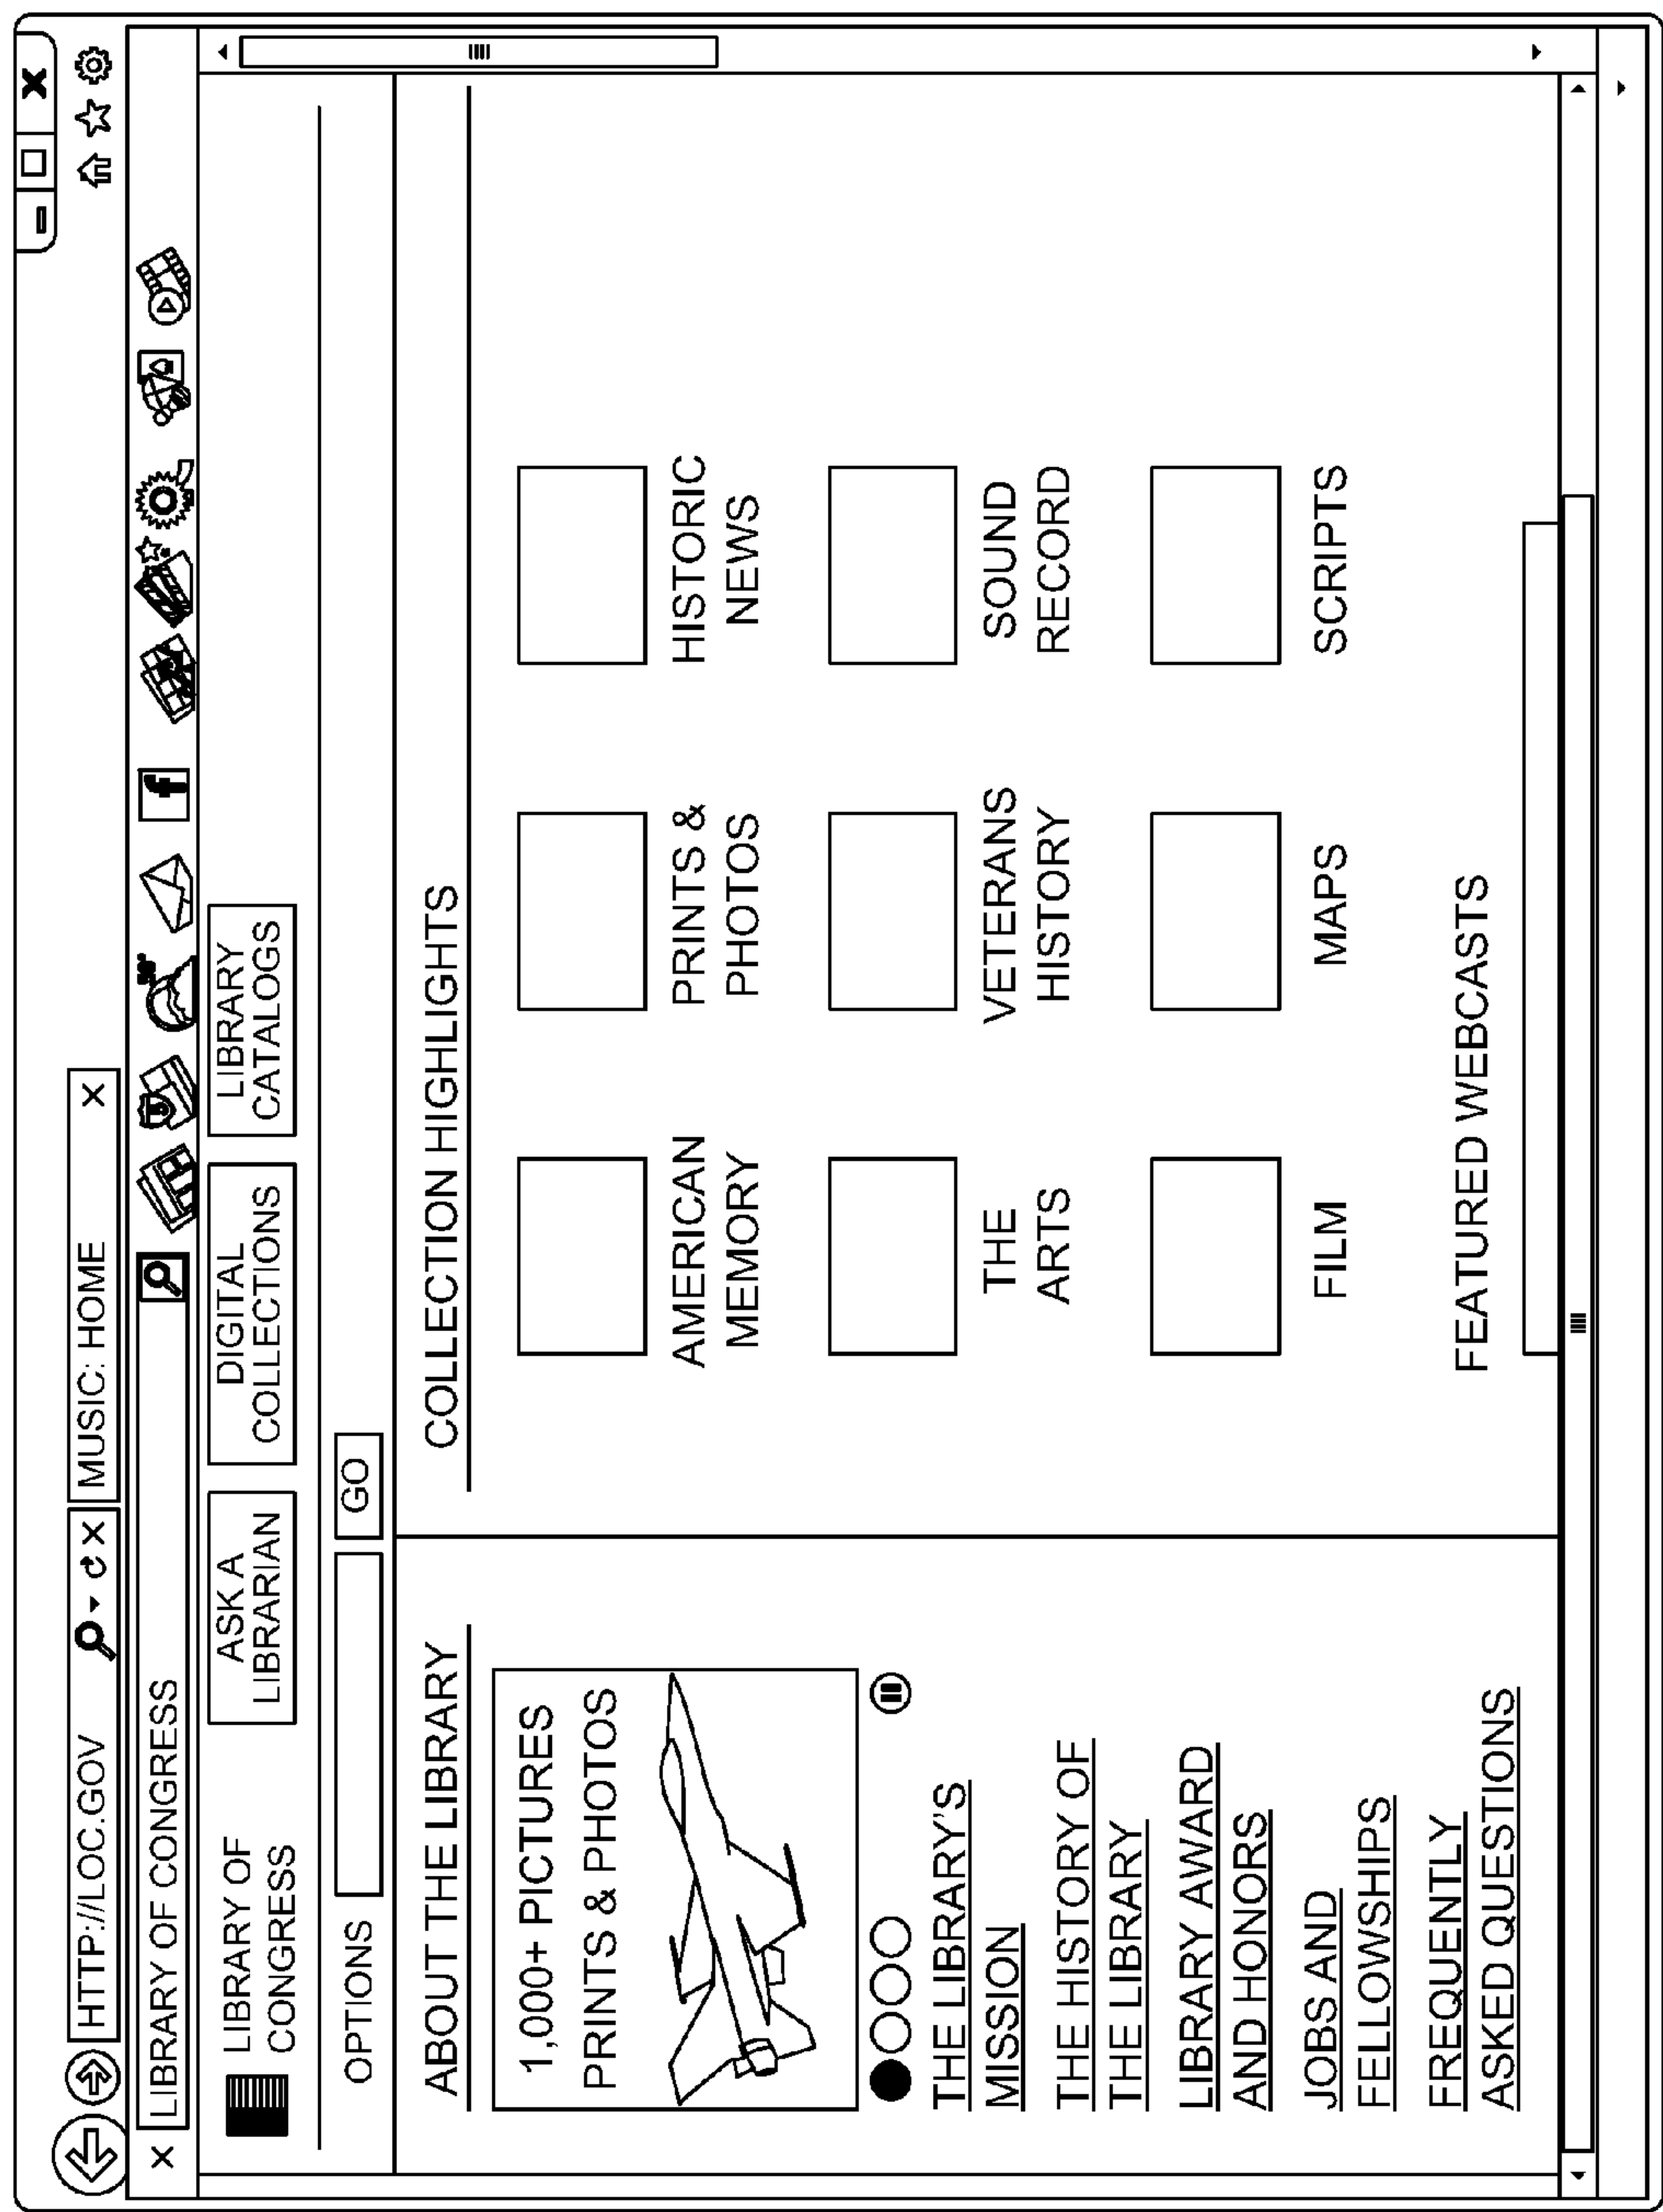 HTTP://LOC.GOV
MUSIC: HOME X
X LIBRARY OF CONGRESS
f
LIBRARY OF
CONGRESS
ASK A
LIBRARIAN
DIGITAL
COLLECTIONS
LIBRARY
CATALOGS
OPTIONS
GO
ABOUT THE LIBRARY
1,000+ PICTURES
PRINTS & PHOTOS
THE LIBRARY'S
MISSION
THE HISTORY OF
THE LIBRARY
LIBRARY AWARD
AND HONORS
JOBS AND
FELLOWSHIPS
FREQUENTLY
ASKED QUESTIONS
COLLECTION HIGHLIGHTS
AMERICAN
MEMORY
PRINTS &
PHOTOS
HISTORIC
NEWS
THE
ARTS
VETERANS
HISTORY
SOUND
RECORD
FILM
MAPS
SCRIPTS
FEATURED WEBCASTS